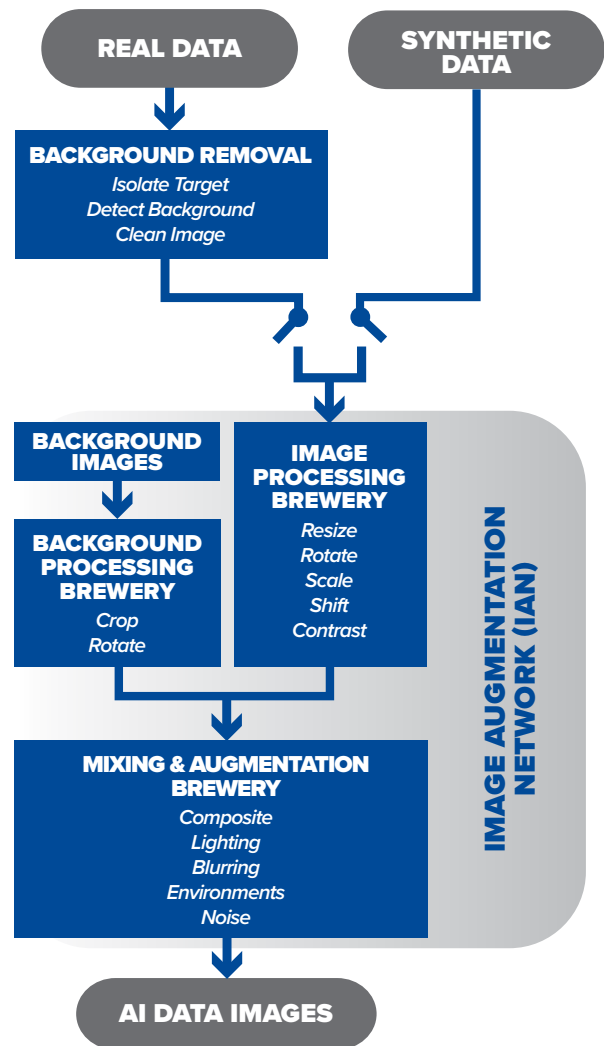 REAL DATA
SYNTHETIC
DATA
BACKGROUND REMOVAL
Isolate Target
Detect Background
Clean Image
BACKGROUND
IMAGES
BACKGROUND
PROCESSING
BREWERY
Crop
Rotate
IMAGE
PROCESSING
BREWERY
Resize
Rotate
Scale
Shift
Contrast
IMAGE AUGMENTATION
NETWORK (IAN)
MIXING & AUGMENTATION
BREWERY
Composite
Lighting
Blurring
Environments
Noise
AI DATA IMAGES